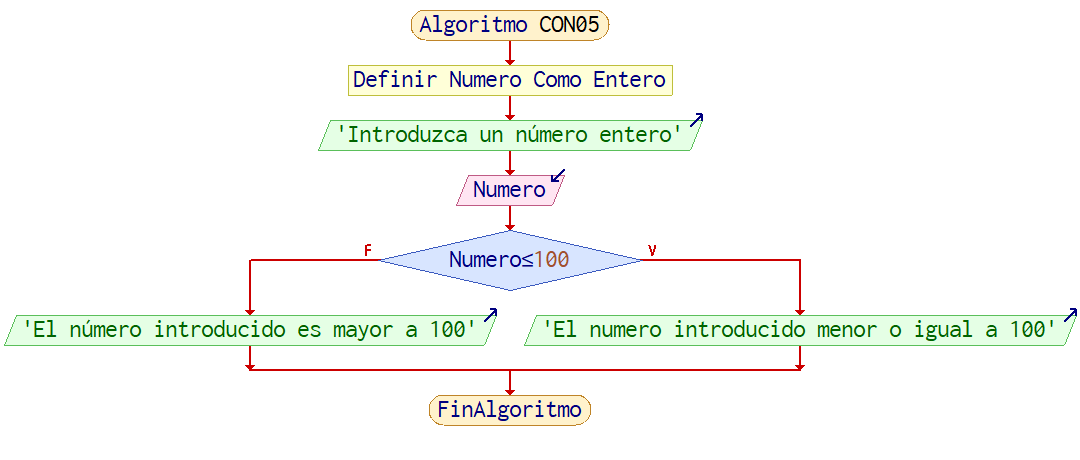 Algoritmo CON05
Definir Numero Como Entero
'Introduzca un número entero'
Numero
Numero≤100
F
V
'El número introducido es mayor a 100'
'El numero introducido menor o igual a 100'
FinAlgoritmo